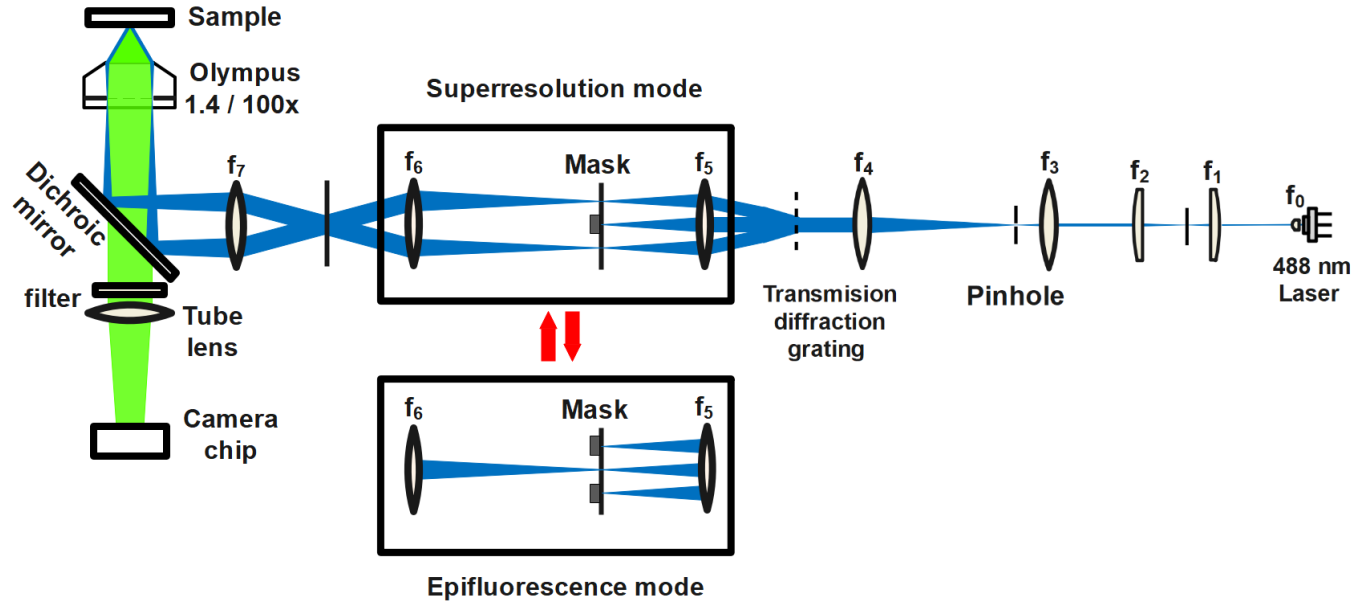 Sample
Olympus
1.4 / 100x
Dichroic
mirror
filter
Tube
lens
Camera
chip
f₇
Superresolution mode
f₆
Mask
f₅
f₄
f₃
f₂
f₁
f₀
488 nm
Laser
Pinhole
Transmision
diffraction
grating
f₆
Mask
f₅
Epifluorescence mode